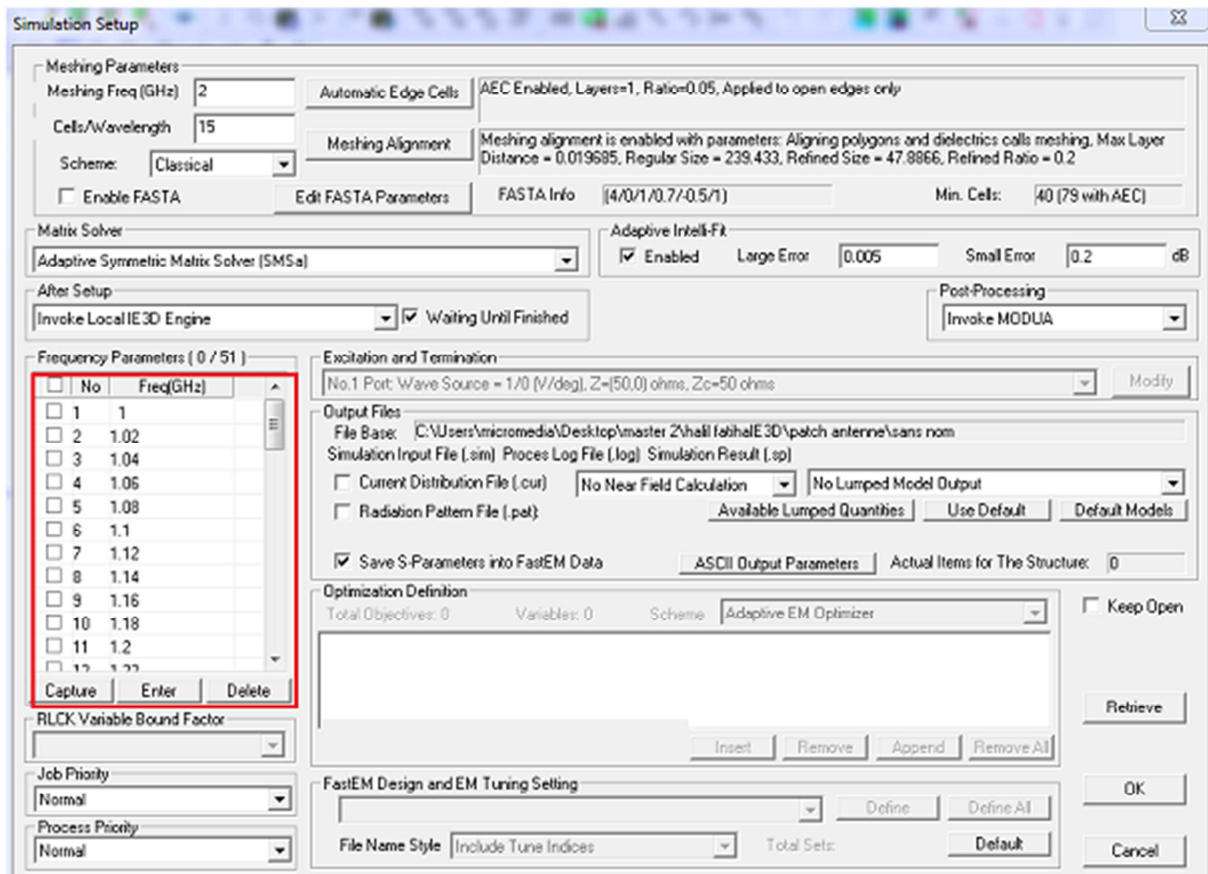 Simulation Setup
Meshing Parameters
Meshing Freq (GHz) 2 Automatic Edge Cells AEC Enabled, Layers=1, Ratio=0.05, Applied to open edges only
Cells/Wavelength 15
Meshing Alignment Meshing alignment is enabled with parameters: Aligning polygons and dielectrics calls meshing, Max Layer
Distance = 0.019685, Regular Size = 239.433, Refined Size = 47.8866, Refined Ratio = 0.2
Scheme: Classical
Enable FASTA Edit FASTA Parameters FASTA Info (4/0/1/0.7/-0.5/1) Min. Cells: 40 (79 with AEC)
Matrix Solver
Adaptive Symmetric Matrix Solver (SMSa)
Adaptive Intelli-Fit
Enabled Large Error 0.005 Small Error 0.2 dB
After Setup
Invoke Local IE3D Engine Waiting Until Finished
Post-Processing
Invoke MODUA
Frequency Parameters ( 0 / 51 )
No Freq(GHz)
1 1
2 1.02
3 1.04
4 1.06
5 1.08
6 1.1
7 1.12
8 1.14
9 1.16
10 1.18
11 1.2
12 1.22
Capture Enter Delete
Excitation and Termination
No.1 Port: Wave Source = 1/0 (V/deg), Z=(50,0) ohms, Zc=50 ohms Modify
Output Files
File Base: C:\Users\micromedia\Desktop\master 2\halil fatihaIE3D\patch antenne\sans nom
Simulation Input File (.sim) Proces Log File (.log) Simulation Result (.sp)
Current Distribution File (.cur) No Near Field Calculation No Lumped Model Output
Radiation Pattern File (.pat) Available Lumped Quantities Use Default Default Models
Save S-Parameters into FastEM Data ASCII Output Parameters Actual Items for The Structure: 0
Optimization Definition
Total Objectives: 0 Variables: 0 Scheme Adaptive EM Optimizer
Insert Remove Append Remove All
Keep Open
Retrieve
OK
Cancel
RLCK Variable Bound Factor
Job Priority
Normal
Process Priority
Normal
FastEM Design and EM Tuning Setting
Define Define All
File Name Style Include Tune Indices Total Sets: Default